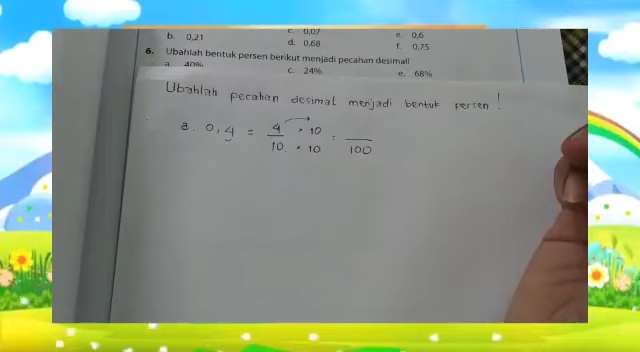 b. 0,21 c. 0,07 e. 0,6
d. 0,68 f. 0,75
6. Ubahlah bentuk persen berikut menjadi pecahan desimal!
a. 40% c. 24% e. 68%
Ubahlah pecahan desimal menjadi bentuk persen!
a. 0,4 = 4/10 × 10 = /100
× 10